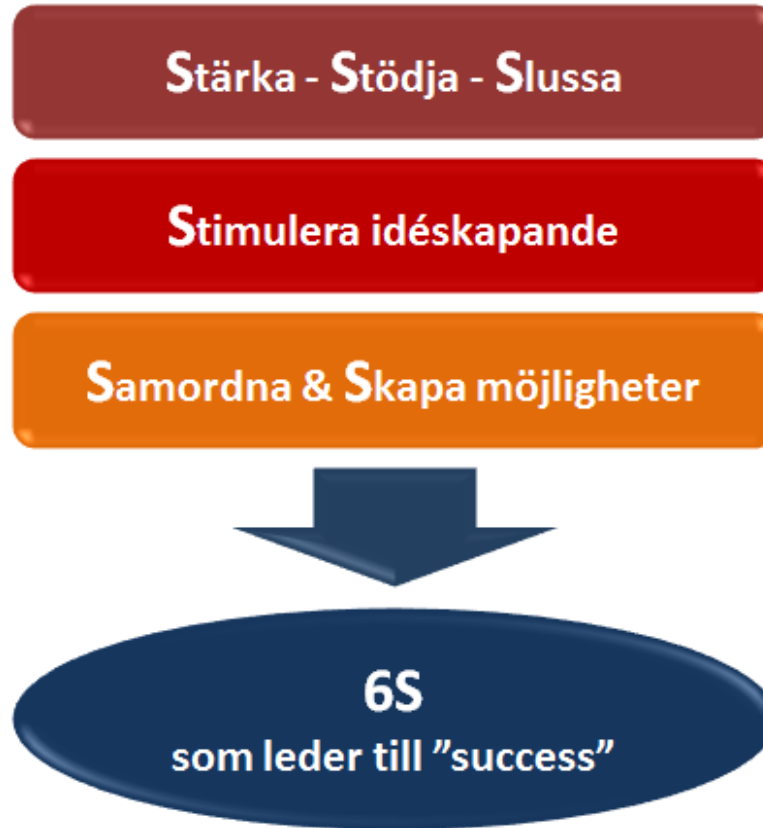 Stärka - Stödja - Slussa
Stimulera idéskapande
Samordna & Skapa möjligheter
6S
som leder till ”success”